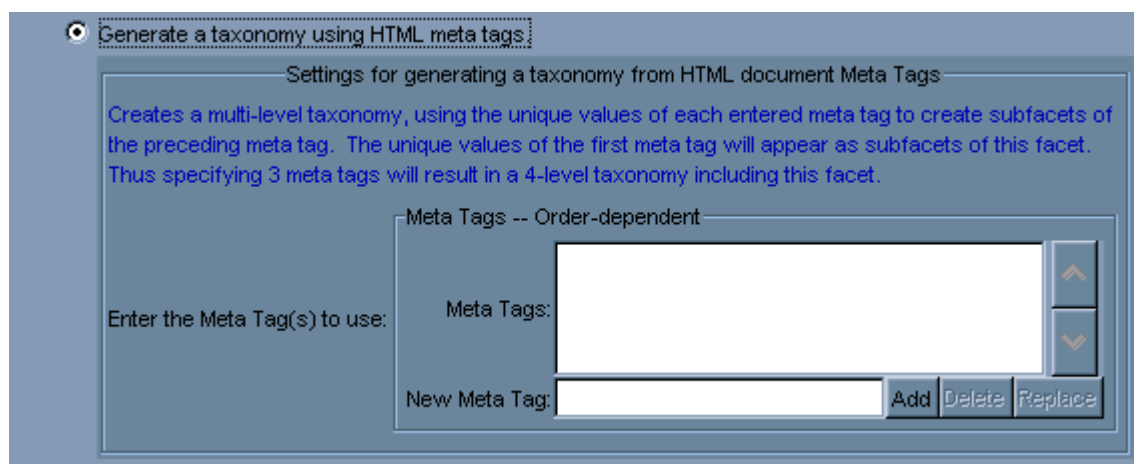 Generate a taxonomy using HTML meta tags
Settings for generating a taxonomy from HTML document Meta Tags
Creates a multi-level taxonomy, using the unique values of each entered meta tag to create subfacets of
the preceding meta tag.  The unique values of the first meta tag will appear as subfacets of this facet.
Thus specifying 3 meta tags will result in a 4-level taxonomy including this facet.
Meta Tags -- Order-dependent
Enter the Meta Tag(s) to use: Meta Tags:
New Meta Tag: Add Delete Replace